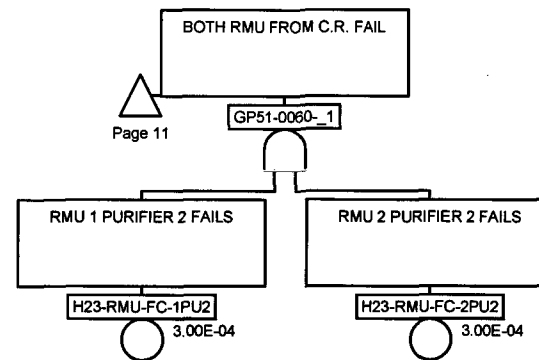 BOTH RMU FROM C.R. FAIL
Page 11
GP51-0060-_1
RMU 1 PURIFIER 2 FAILS
RMU 2 PURIFIER 2 FAILS
H23-RMU-FC-1PU2
H23-RMU-FC-2PU2
3.00E-04
3.00E-04